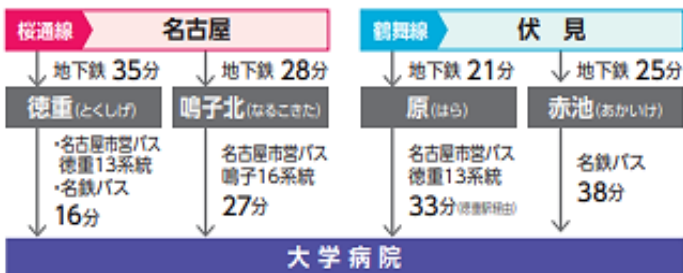 桜通線 名古屋
鶴舞線 伏見
地下鉄 35分
地下鉄 28分
地下鉄 21分
地下鉄 25分
徳重(とくしげ)
鳴子北(なるこきた)
原(はら)
赤池(あかいけ)
・名古屋市営バス
徳重13系統
・名鉄バス
16分
名古屋市営バス
鳴子16系統
27分
名古屋市営バス
徳重13系統
33分(徳重駅経由)
名鉄バス
38分
大学病院